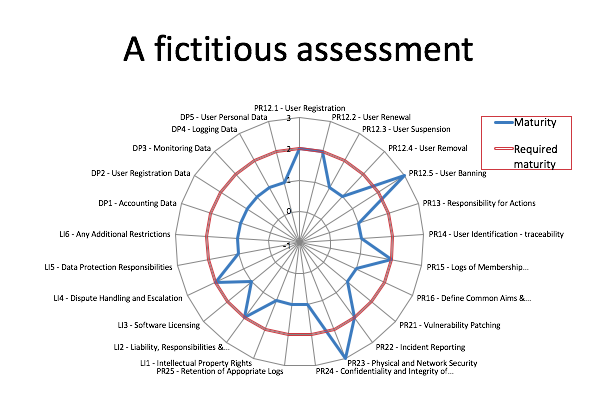 A fictitious assessment
PR12.1 - User Registration
DP5 - User Personal Data
PR12.2 - User Renewal
DP4 - Logging Data
PR12.3 - User Suspension
DP3 - Monitoring Data
PR12.4 - User Removal
DP2 - User Registration Data
PR12.5 - User Banning
DP1 - Accounting Data
PR13 - Responsibility for Actions
LI6 - Any Additional Restrictions
PR14 - User Identification - traceability
LI5 - Data Protection Responsibilities
PR15 - Logs of Membership...
LI4 - Dispute Handling and Escalation
PR16 - Define Common Aims &...
LI3 - Software Licensing
PR21 - Vulnerability Patching
LI2 - Liability, Responsibilities &...
PR22 - Incident Reporting
LI1 - Intellectual Property Rights
PR23 - Physical and Network Security
PR25 - Retention of Appopriate Logs
PR24 - Confidentiality and Integrity of...
3
2
1
0
-1
Maturity
Required
maturity